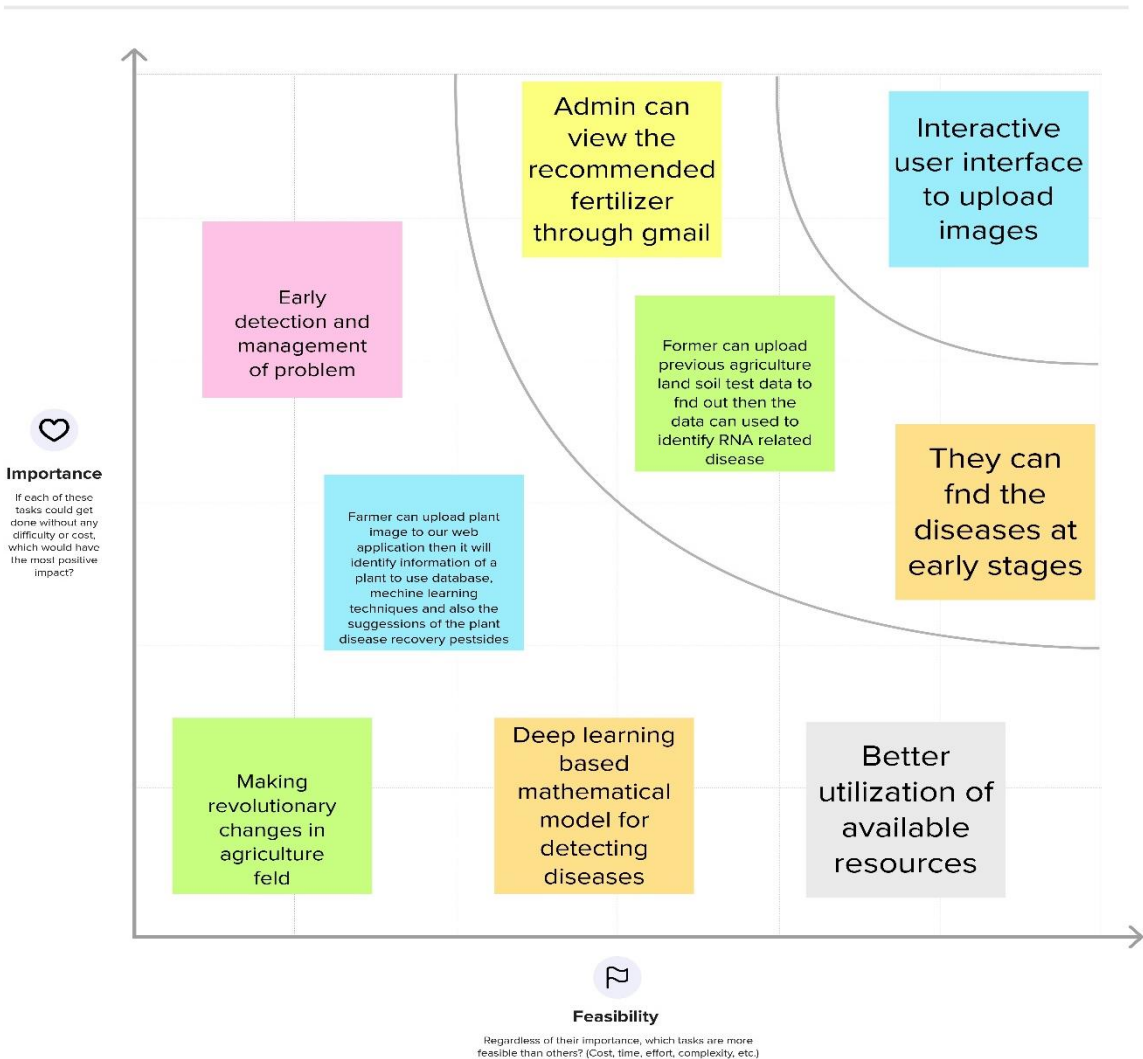 Admin can
view the
recommended
fertilizer
through gmail
Interactive
user interface
to upload
images
Early
detection and
management
of problem
Former can upload
previous agriculture
land soil test data to
fnd out then the
data can used to
identify RNA related
disease
They can
fnd the
diseases at
early stages
Importance
If each of these
tasks could get
done without any
difficulty or cost,
which would have
the most positive
impact?
Farmer can upload plant
image to our web
application then it will
identify information of a
plant to use database,
mechine learning
techniques and also the
suggessions of the plant
disease recovery pestsides
Making
revolutionary
changes in
agriculture
feld
Deep learning
based
mathematical
model for
detecting
diseases
Better
utilization of
available
resources
Feasibility
Regardless of their importance, which tasks are more
feasible than others? (Cost, time, effort, complexity, etc.)